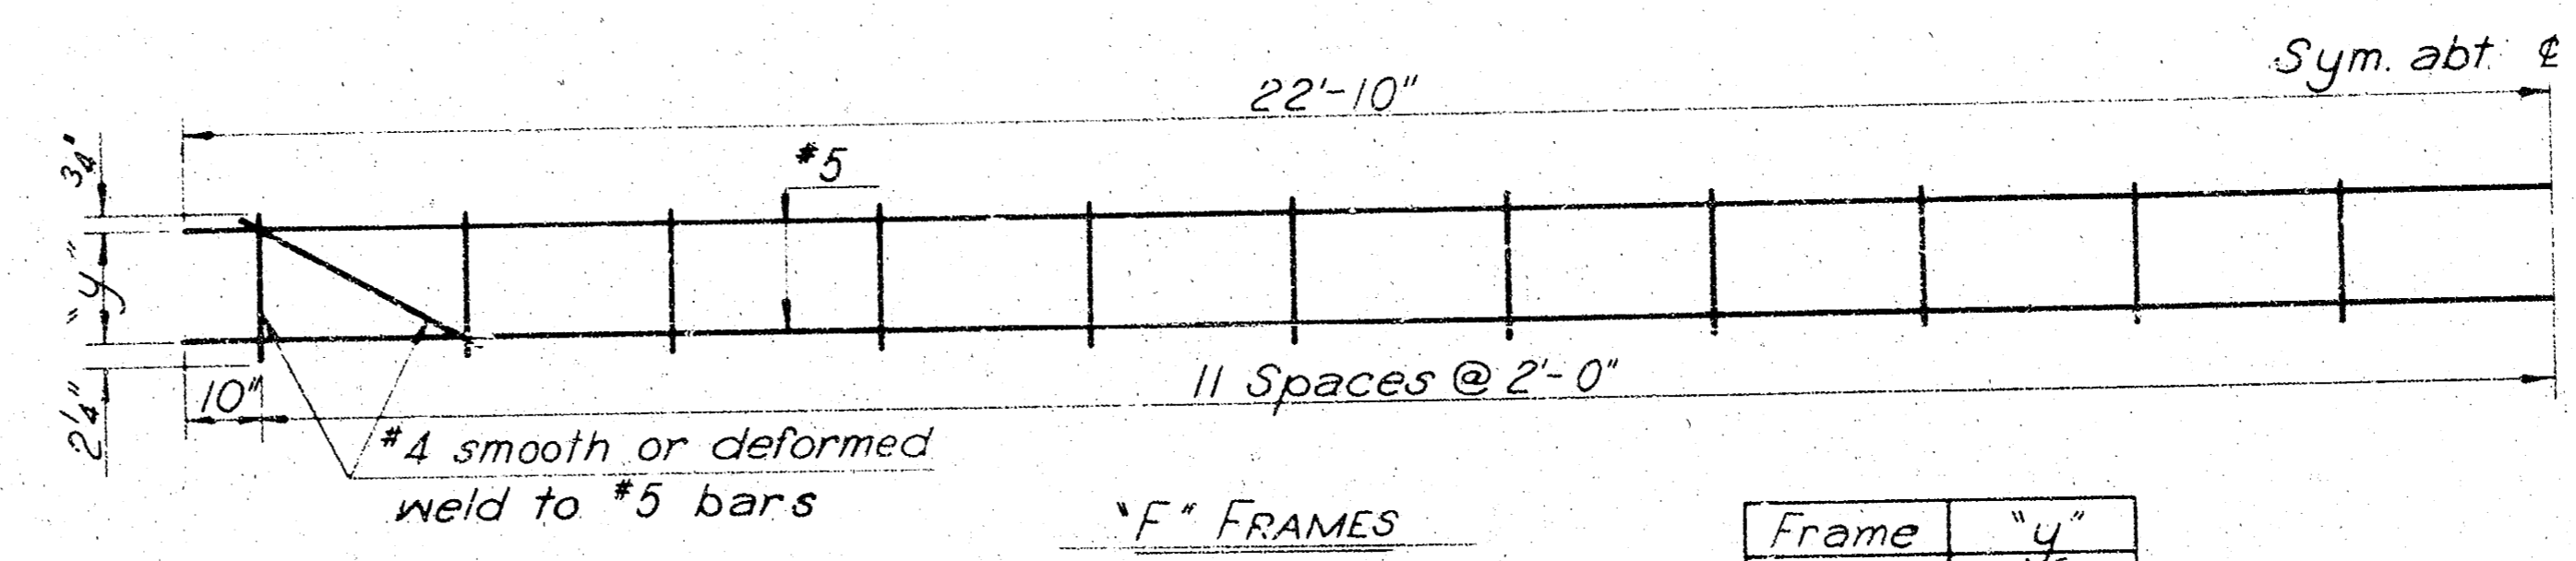 Sym. abt ℄
22'-10"
3/4"
#5
"y"
11 Spaces @ 2'-0"
10"
2 1/4"
#4 smooth or deformed
weld to #5 bars
"F" FRAMES
Frame "y"